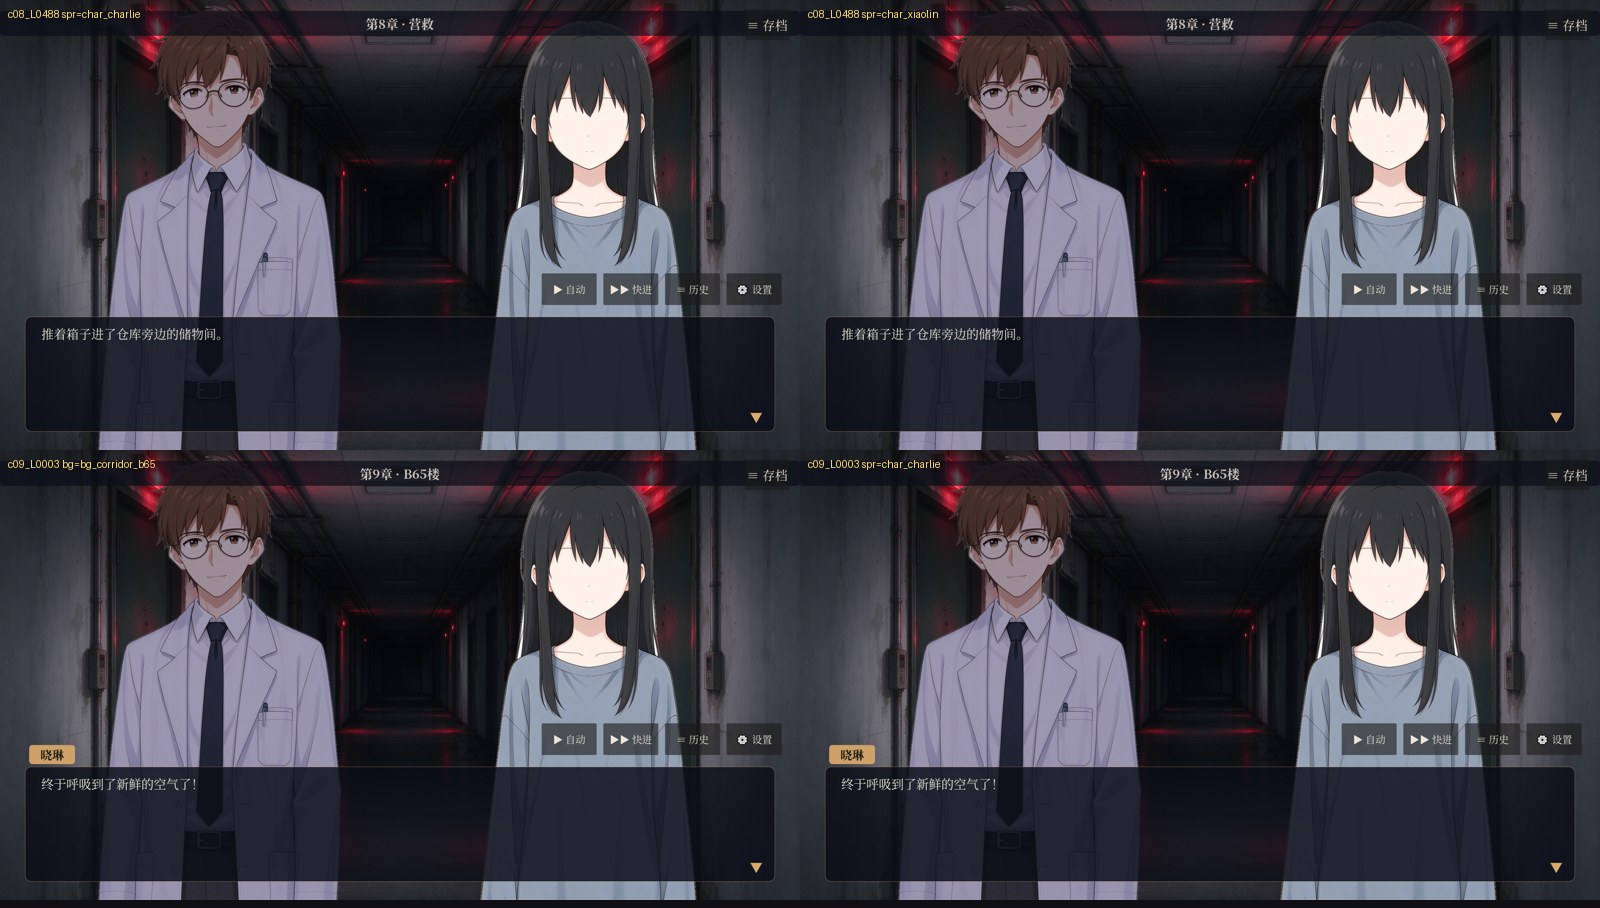 c08_L0488 spr=char_charlie
第8章 · 营救
≡ 存档
▶ 自动
▶▶ 快进
≡ 历史
设置
推着箱子进了仓库旁边的储物间。
c08_L0488 spr=char_xiaolin
第8章 · 营救
≡ 存档
▶ 自动
▶▶ 快进
≡ 历史
设置
推着箱子进了仓库旁边的储物间。
c09_L0003 bg=bg_corridor_b65
第9章 · B65楼
≡ 存档
▶ 自动
▶▶ 快进
≡ 历史
设置
晓琳
终于呼吸到了新鲜的空气了！
c09_L0003 spr=char_charlie
第9章 · B65楼
≡ 存档
▶ 自动
▶▶ 快进
≡ 历史
设置
晓琳
终于呼吸到了新鲜的空气了！